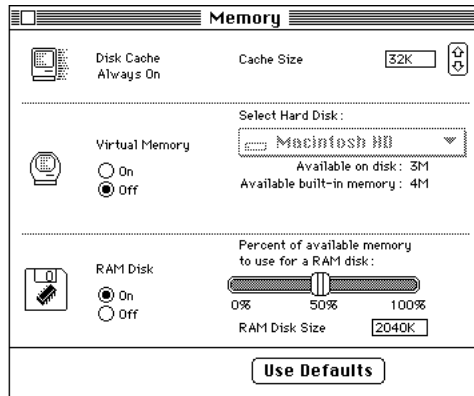 Memory
Disk Cache
Always On
Cache Size
32K
Select Hard Disk:
Macintosh HD
Virtual Memory
On
Off
Available on disk: 3M
Available built-in memory: 4M
Percent of available memory
to use for a RAM disk:
RAM Disk
On
Off
0% 50% 100%
RAM Disk Size
2040K
Use Defaults